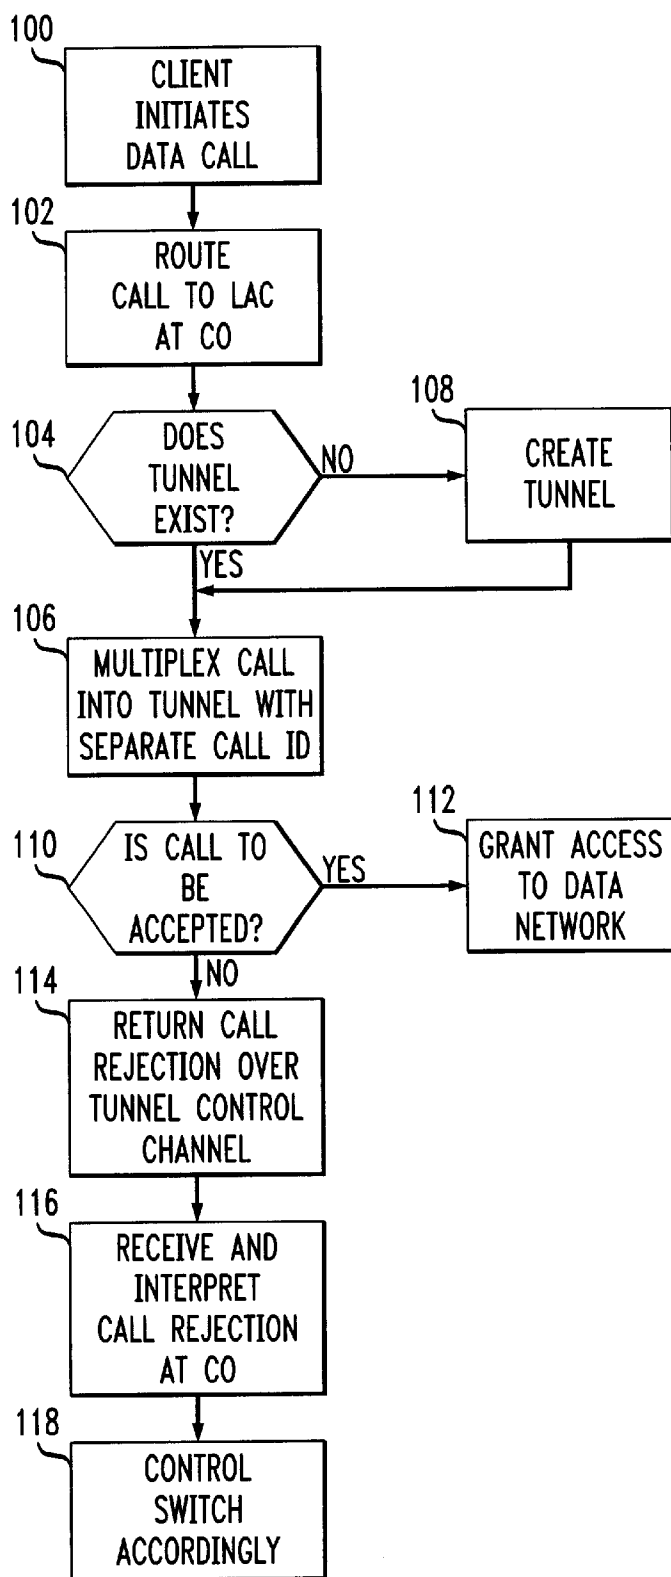 100
CLIENT
INITIATES
DATA CALL
102
ROUTE
CALL TO LAC
AT CO
104
DOES
TUNNEL
EXIST?
NO
YES
108
CREATE
TUNNEL
106
MULTIPLEX CALL
INTO TUNNEL WITH
SEPARATE CALL ID
110
IS CALL TO
BE
ACCEPTED?
YES
NO
112
GRANT ACCESS
TO DATA
NETWORK
114
RETURN CALL
REJECTION OVER
TUNNEL CONTROL
CHANNEL
116
RECEIVE AND
INTERPRET
CALL REJECTION
AT CO
118
CONTROL
SWITCH
ACCORDINGLY